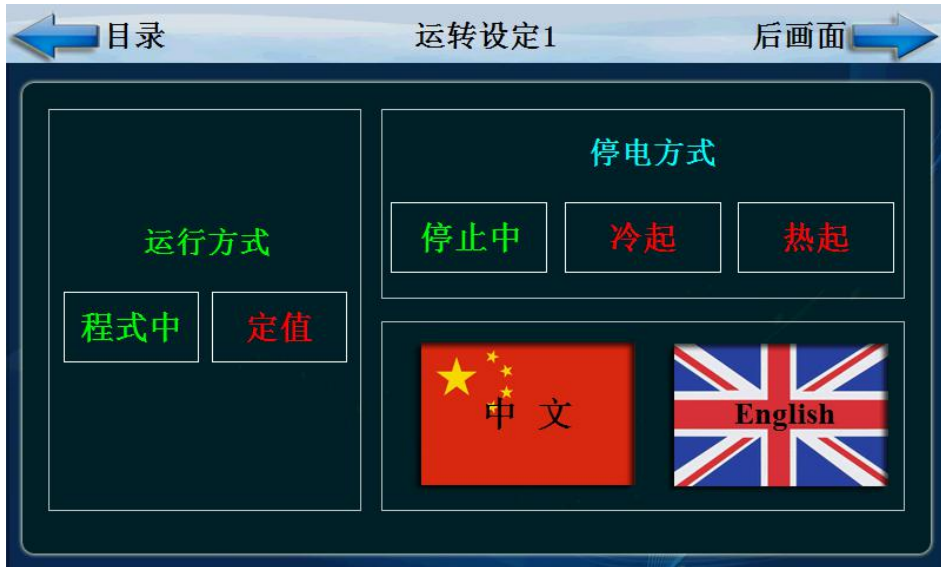 目录 运转设定1 后画面
运行方式
程式中 定值
停电方式
停止中 冷起 热起
中 文 English